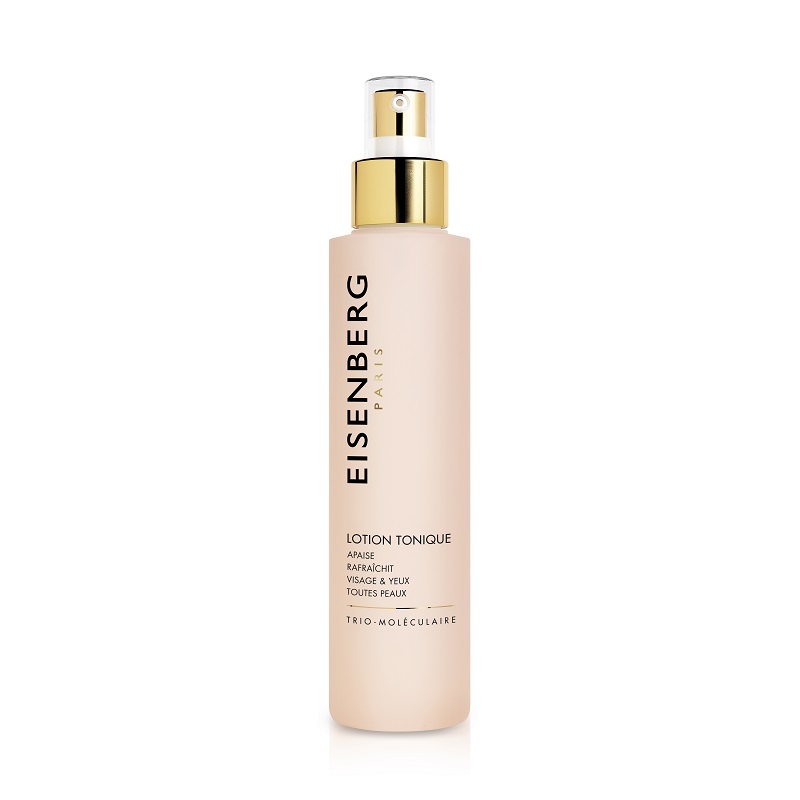 EISENBERG
PARIS
LOTION TONIQUE
APAISE
RAFRAÎCHIT
VISAGE & YEUX
TOUTES PEAUX
TRIO-MOLÉCULAIRE